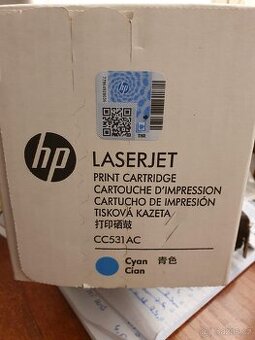 hp
LASERJET
PRINT CARTRIDGE
CARTOUCHE D'IMPRESSION
CARTUCHO DE IMPRESIÓN
TISKOVÁ KAZETA
打印硒鼓
CC531AC
Cyan 青色
Cian